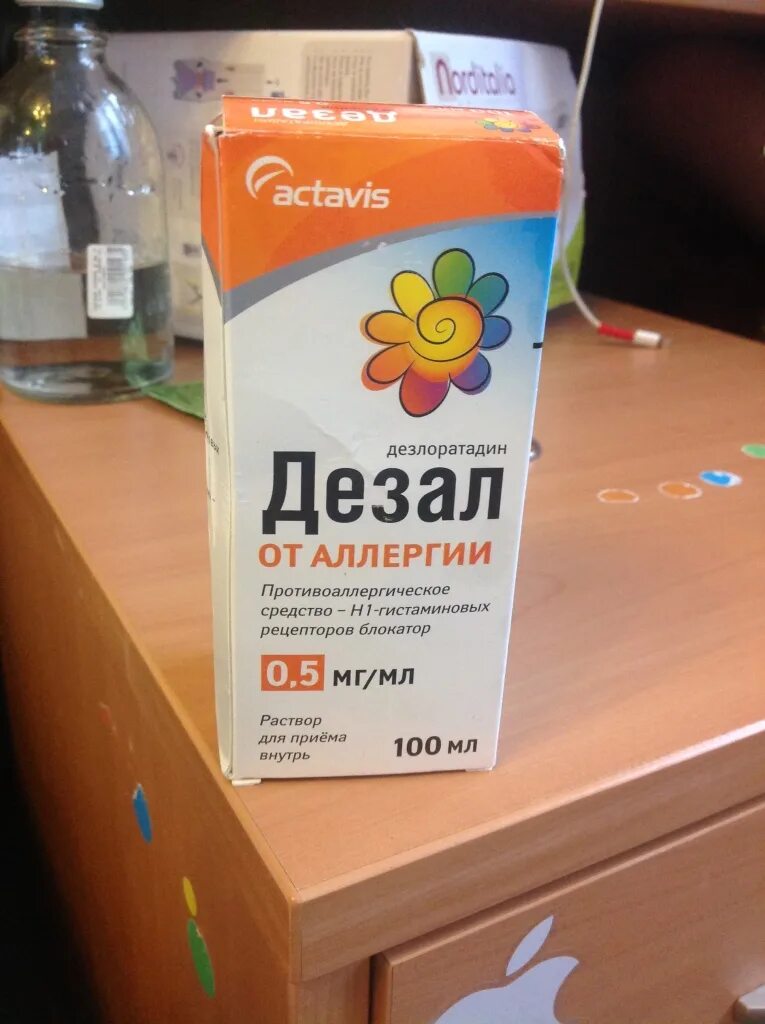 Norditalia
Дезал
actavis
дезлоратадин
Дезал
ОТ АЛЛЕРГИИ
Противоаллергическое
средство – Н1-гистаминовых
рецепторов блокатор
0,5 мг/мл
Раствор
для приёма
внутрь
100 мл